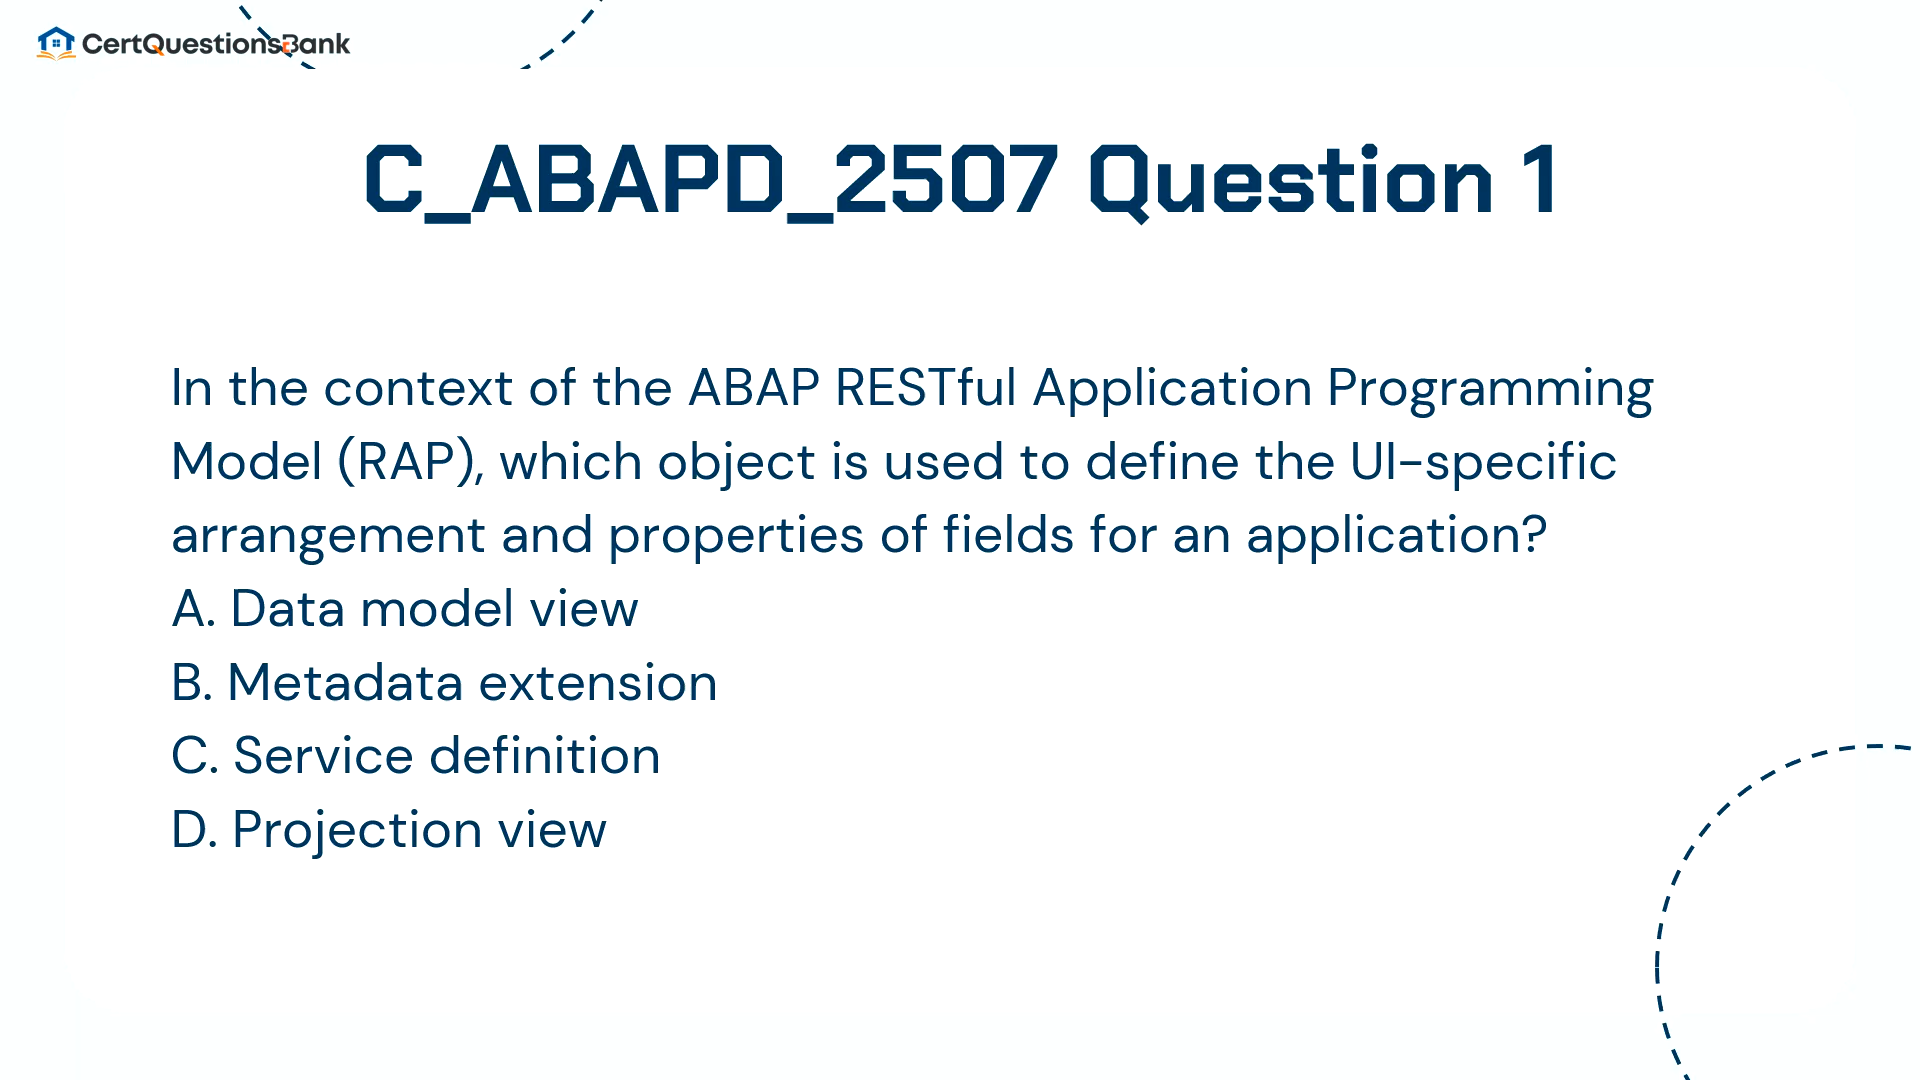 CertQuestionsBank
C_ABAPD_2507 Question 1
In the context of the ABAP RESTful Application Programming
Model (RAP), which object is used to define the UI-specific
arrangement and properties of fields for an application?
A. Data model view
B. Metadata extension
C. Service definition
D. Projection view